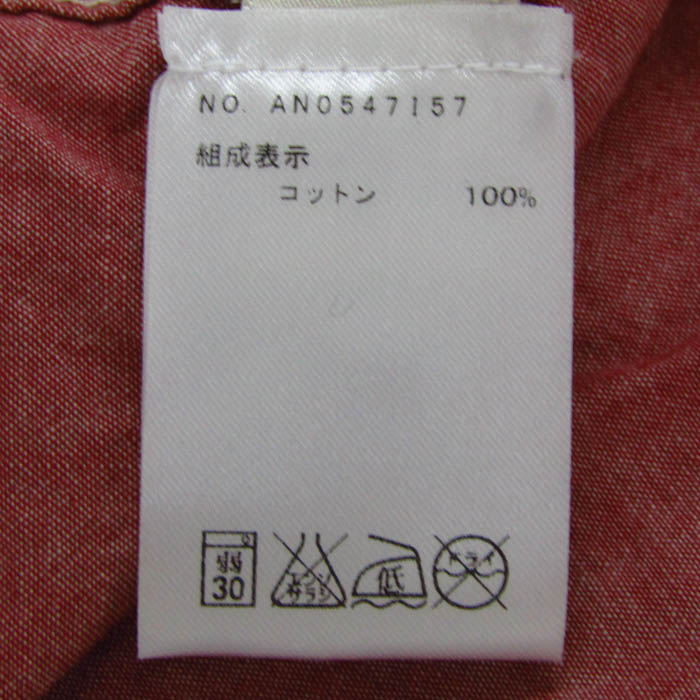 NO. AN0547157
組成表示
コットン 100%
弱 30
エンソ サラシ
低
ドライ